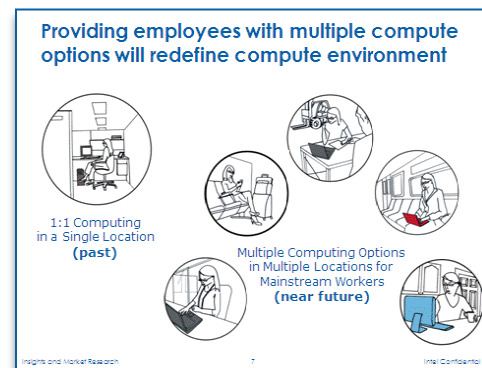 Providing employees with multiple compute
options will redefine compute environment
1:1 Computing
in a Single Location
(past)
Multiple Computing Options
in Multiple Locations for
Mainstream Workers
(near future)
Insights and Market Research
7
Intel Confidential